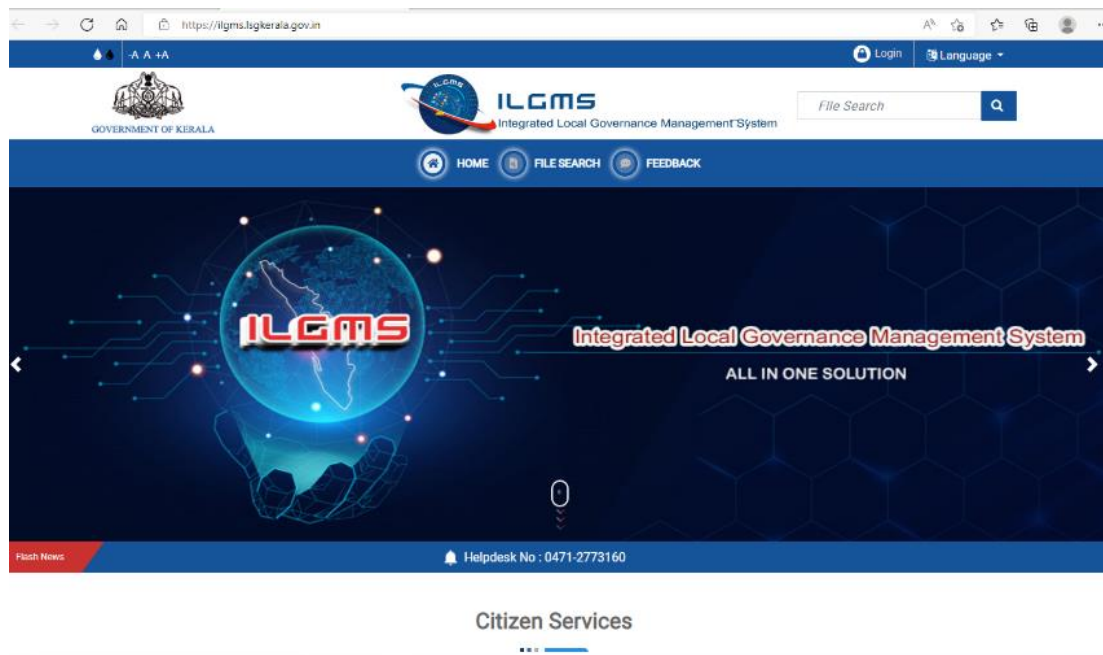 https://ilgms.lsgkerala.gov.in
-A A +A
Login
Language
GOVERNMENT OF KERALA
ILGMS
ILGMS
Integrated Local Governance Management System
File Search
HOME
FILE SEARCH
FEEDBACK
ILGMS
Integrated Local Governance Management System
ALL IN ONE SOLUTION
Flash News
Helpdesk No : 0471-2773160
Citizen Services